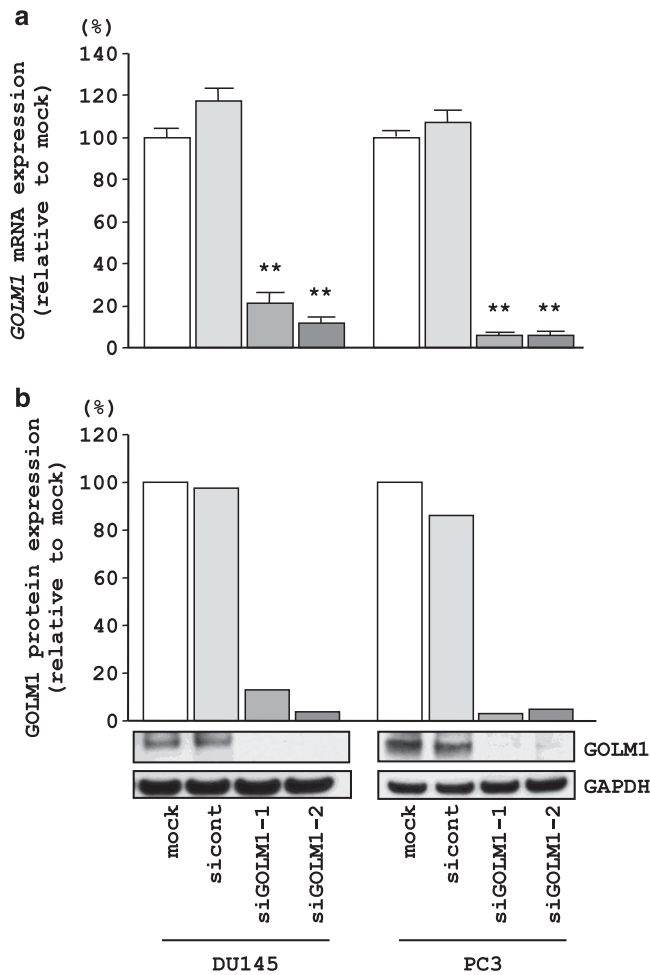 a
(%)
GOLM1 mRNA expression
(relative to mock)
140
120
100
80
60
40
20
0
** ** ** **
b
(%)
GOLM1 protein expression
(relative to mock)
120
100
80
60
40
20
0
GOLM1
GAPDH
mock sicont siGOLM1-1 siGOLM1-2 mock sicont siGOLM1-1 siGOLM1-2
DU145 PC3